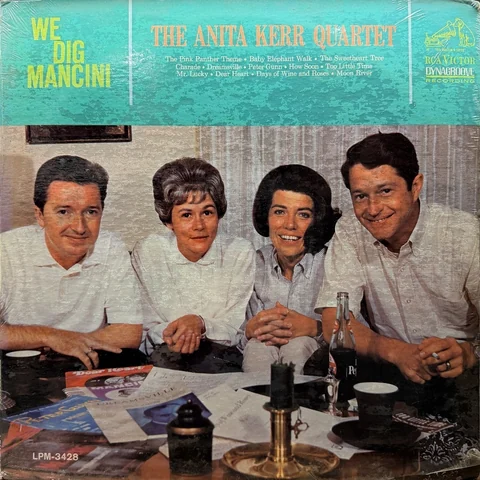 WE
DIG
MANCINI
THE ANITA KERR QUARTET
The Pink Panther Theme • Baby Elephant Walk • The Sweetheart Tree
Charade • Dreamsville • Peter Gunn • How Soon • Too Little Time
Mr. Lucky • Dear Heart • Days of Wine and Roses • Moon River
RCA VICTOR
DYNAGROOVE
RECORDING
LPM-3428